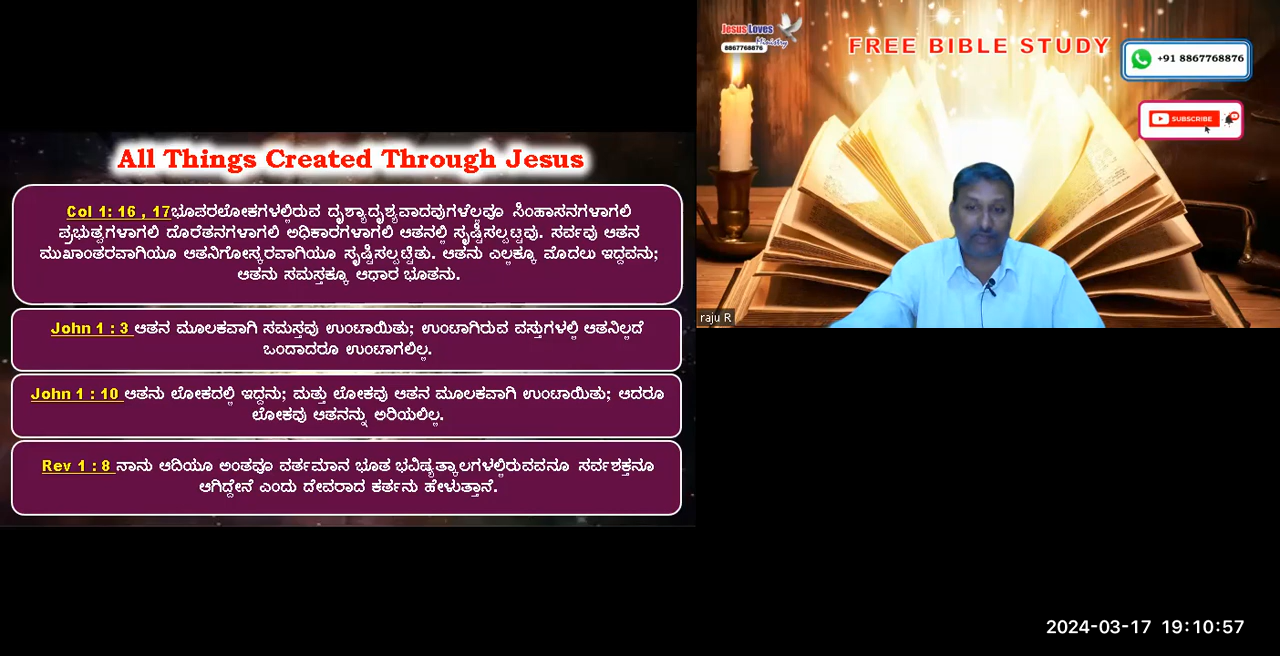 All Things Created Through Jesus
Col 1: 16 , 17ಭೂಪರಲೋಕಗಳಲ್ಲಿರುವ ದೃಶ್ಯಾದೃಶ್ಯವಾದವುಗಳೆಲ್ಲವೂ ಸಿಂಹಾಸನಗಳಾಗಲಿ
ಪ್ರಭುತ್ವಗಳಾಗಲಿ ದೊರೆತನಗಳಾಗಲಿ ಅಧಿಕಾರಗಳಾಗಲಿ ಆತನಲ್ಲಿ ಸೃಷ್ಟಿಸಲ್ಪಟ್ಟವು. ಸರ್ವವು ಆತನ
ಮುಖಾಂತರವಾಗಿಯೂ ಆತನಿಗೋಸ್ಕರವಾಗಿಯೂ ಸೃಷ್ಟಿಸಲ್ಪಟ್ಟಿತು. ಆತನು ಎಲ್ಲಕ್ಕೂ ಮೊದಲು ಇದ್ದವನು;
ಆತನು ಸಮಸ್ತಕ್ಕೂ ಆಧಾರ ಭೂತನು.
John 1 : 3 ಆತನ ಮೂಲಕವಾಗಿ ಸಮಸ್ತವು ಉಂಟಾಯಿತು; ಉಂಟಾಗಿರುವ ವಸ್ತುಗಳಲ್ಲಿ ಆತನಿಲ್ಲದೆ
ಒಂದಾದರೂ ಉಂಟಾಗಲಿಲ್ಲ.
John 1 : 10 ಆತನು ಲೋಕದಲ್ಲಿ ಇದ್ದನು; ಮತ್ತು ಲೋಕವು ಆತನ ಮೂಲಕವಾಗಿ ಉಂಟಾಯಿತು; ಆದರೂ
ಲೋಕವು ಆತನನ್ನು ಅರಿಯಲಿಲ್ಲ.
Rev 1 : 8 ನಾನು ಆದಿಯೂ ಅಂತವೂ ವರ್ತಮಾನ ಭೂತ ಭವಿಷ್ಯತ್ಕಾಲಗಳಲ್ಲಿರುವವನೂ ಸರ್ವಶಕ್ತನೂ
ಆಗಿದ್ದೇನೆ ಎಂದು ದೇವರಾದ ಕರ್ತನು ಹೇಳುತ್ತಾನೆ.
Jesus Loves
Ministry
8867768876
FREE BIBLE STUDY
+91 8867768876
SUBSCRIBE
raju R
2024-03-17 19:10:57